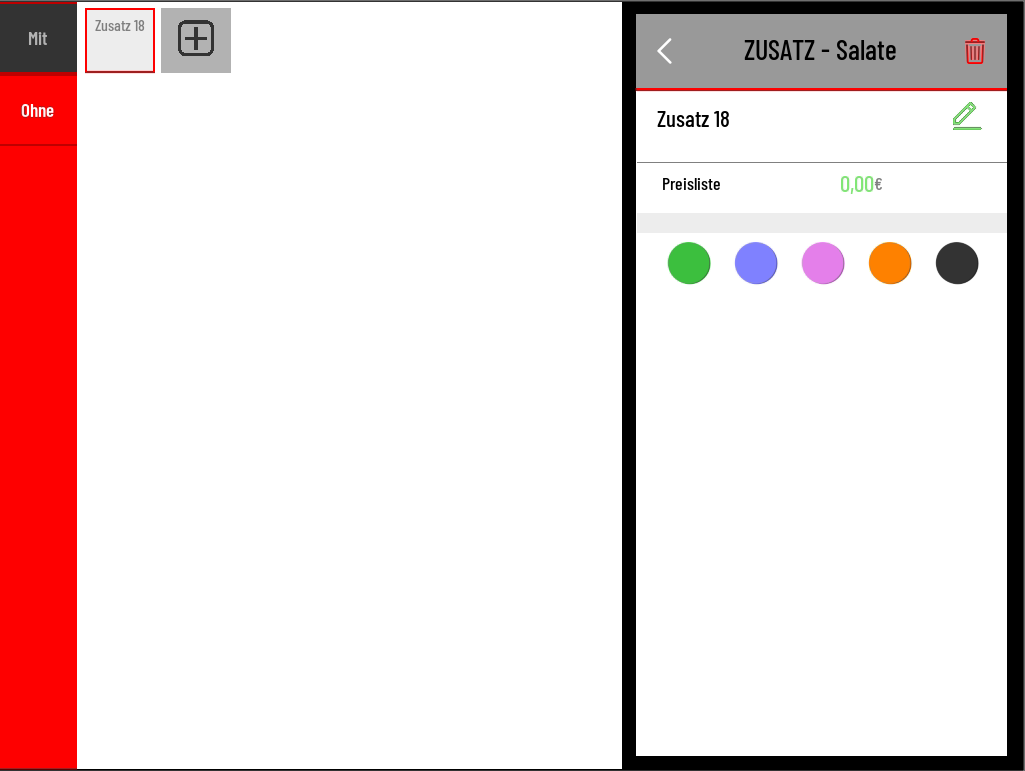 Mit
Ohne
Zusatz 18
ZUSATZ - Salate
Zusatz 18
Preisliste 0,00€